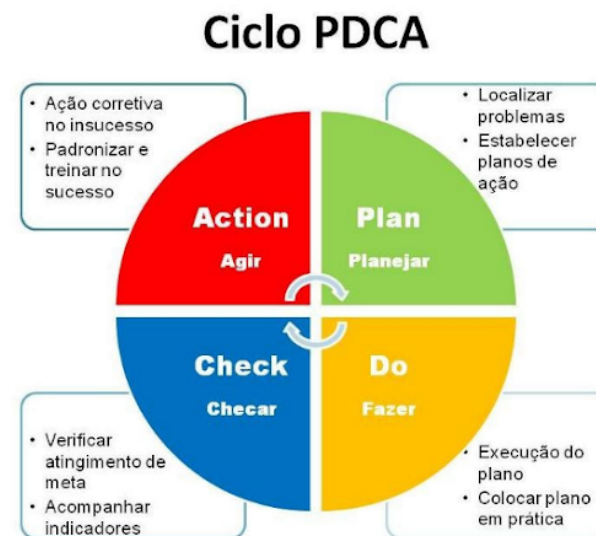 Ciclo PDCA
• Ação corretiva
no insucesso
• Padronizar e
treinar no
sucesso
• Localizar
problemas
• Estabelecer
planos de
ação
Action
Agir
Plan
Planejar
Check
Checar
Do
Fazer
• Verificar
atingimento de
meta
• Acompanhar
indicadores
• Execução do
plano
• Colocar plano
em prática